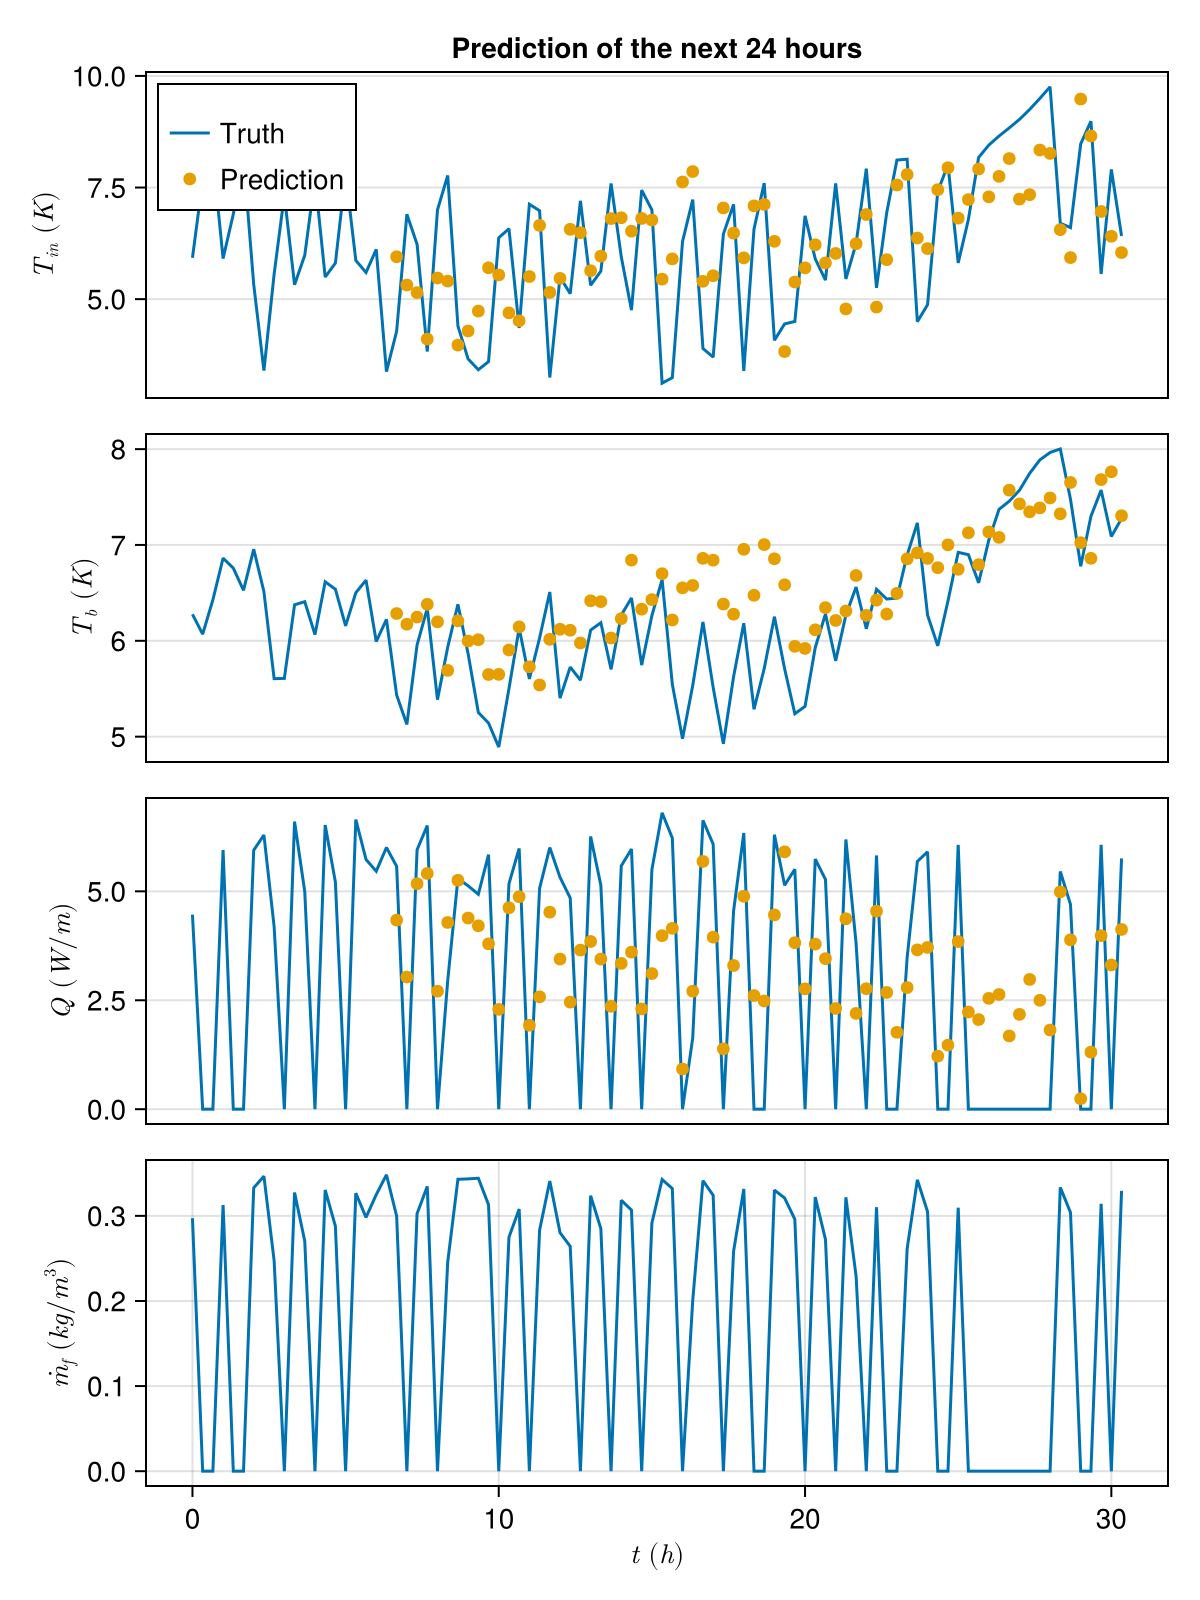 Prediction of the next 24 hours
10.0
7.5
5.0
T_in (K)
Truth
Prediction
8
7
6
5
T_b (K)
5.0
2.5
0.0
Q (W/m)
0.3
0.2
0.1
0.0
ṁ_f (kg/m³)
0 10 20 30
t (h)